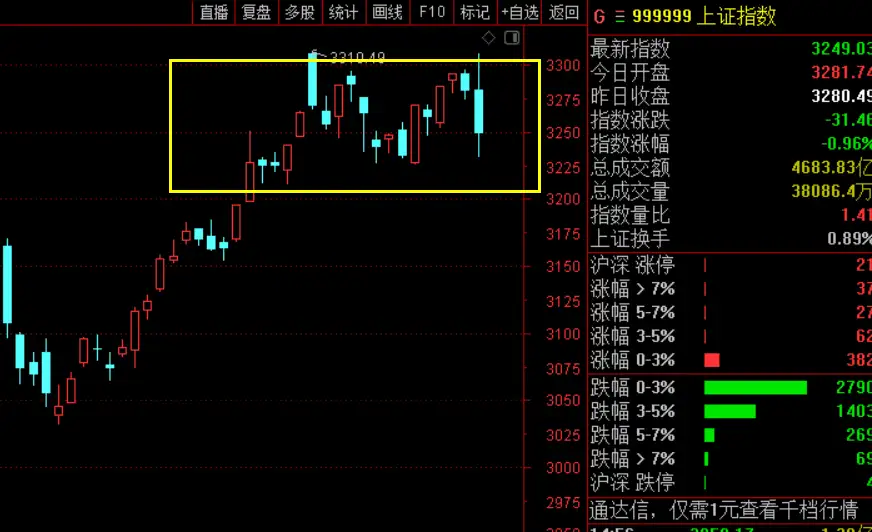 直播 复盘 多股 统计 画线 F10 标记 +自选 返回
G 999999 上证指数
3310.49
3300
3275
3250
3225
3200
3175
3150
3125
3100
3075
3050
3025
3000
2975
2950
最新指数 3249.03
今日开盘 3281.74
昨日收盘 3280.49
指数涨跌 -31.46
指数涨幅 -0.96%
总成交额 4683.83亿
总成交量 38086.4万
指数量比 1.41
上证换手 0.89%
沪深 涨停 21
涨幅 > 7% 37
涨幅 5-7% 27
涨幅 3-5% 62
涨幅 0-3% 382
跌幅 0-3% 2790
跌幅 3-5% 1403
跌幅 5-7% 269
跌幅 > 7% 69
沪深 跌停 4
通达信，仅需1元查看千档行情